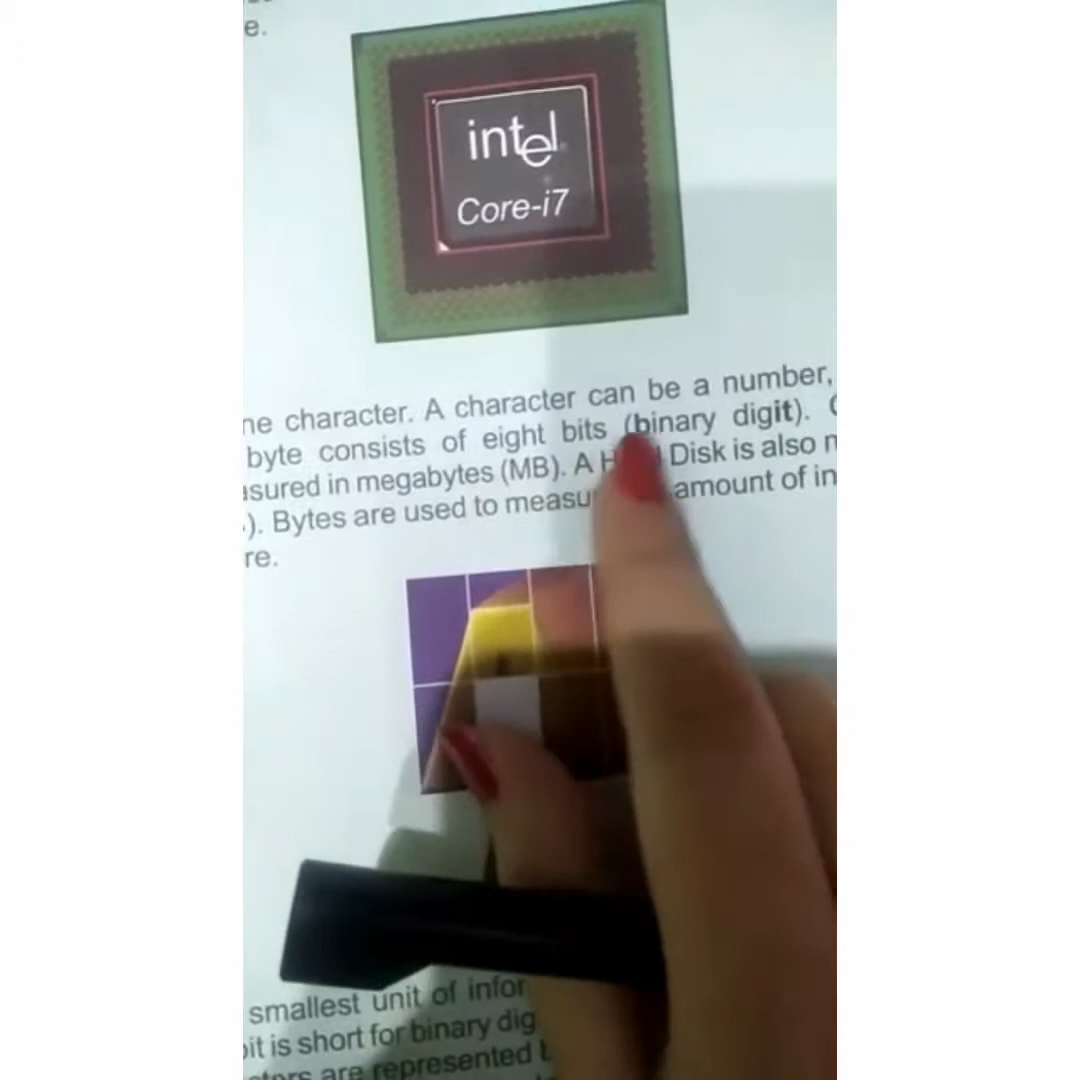 e.
intel
Core-i7
ne character. A character can be a number,
byte consists of eight bits (binary digit).
sured in megabytes (MB). A Disk is also
). Bytes are used to measu amount of in
re.
smallest unit of infor
it is short for binary dig
are represented